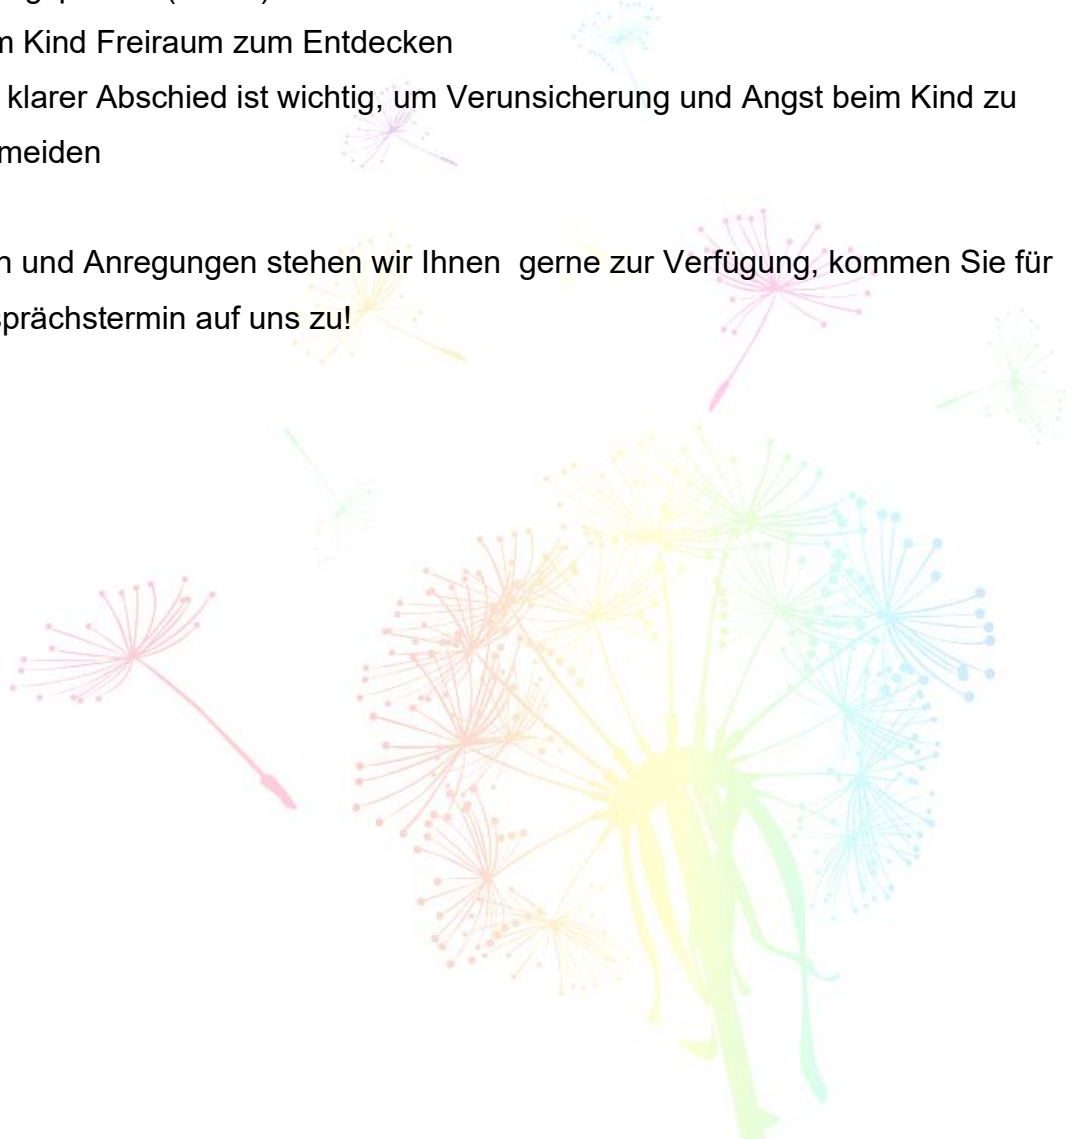 m Kind Freiraum zum Entdecken
klarer Abschied ist wichtig, um Verunsicherung und Angst beim Kind zu
meiden
n und Anregungen stehen wir Ihnen  gerne zur Verfügung, kommen Sie für
sprächstermin auf uns zu!